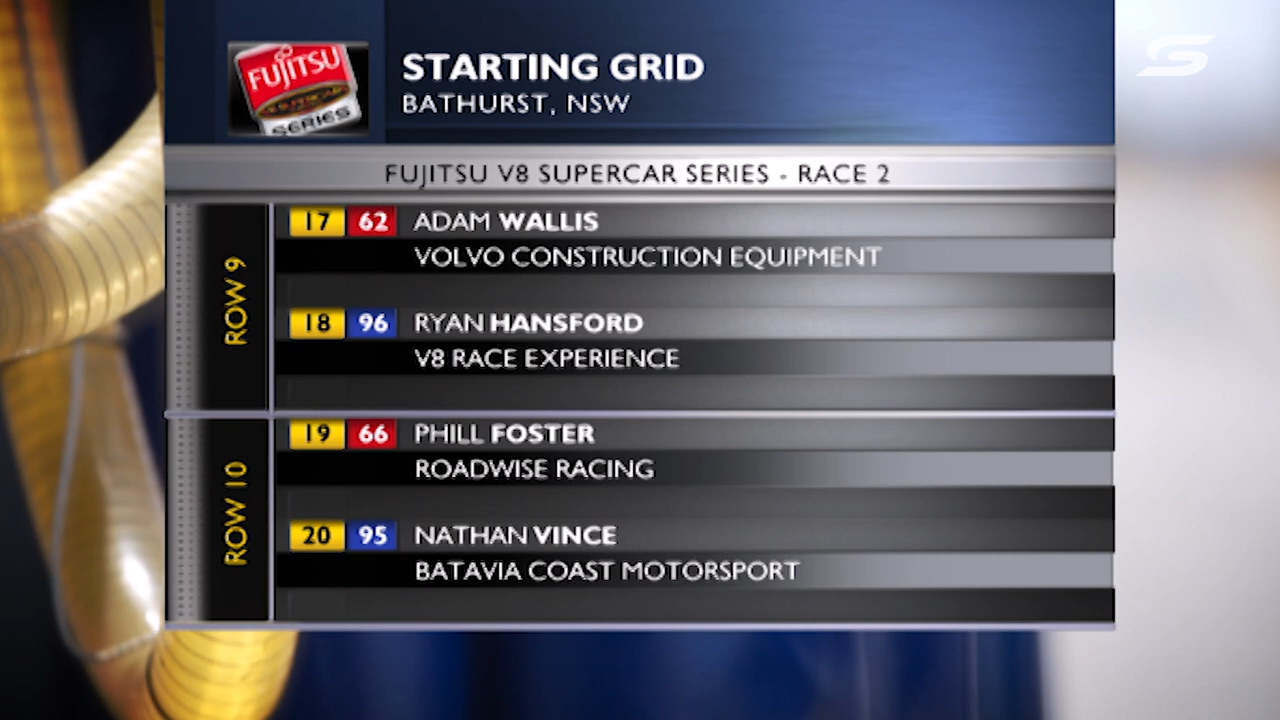 FUJITSU
SUPERCAR
SERIES
STARTING GRID
BATHURST, NSW
FUJITSU V8 SUPERCAR SERIES - RACE 2
ROW 9
17 62 ADAM WALLIS
VOLVO CONSTRUCTION EQUIPMENT
18 96 RYAN HANSFORD
V8 RACE EXPERIENCE
ROW 10
19 66 PHILL FOSTER
ROADWISE RACING
20 95 NATHAN VINCE
BATAVIA COAST MOTORSPORT